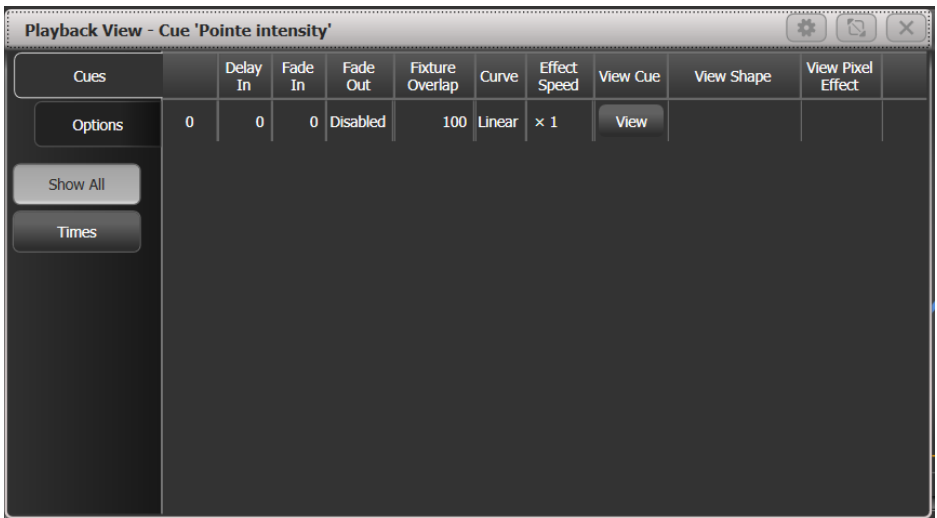 Playback View - Cue 'Pointe intensity'
Cues
Options
Show All
Times
Delay In Fade In Fade Out Fixture Overlap Curve Effect Speed View Cue View Shape View Pixel Effect
0 0 0 Disabled 100 Linear × 1 View